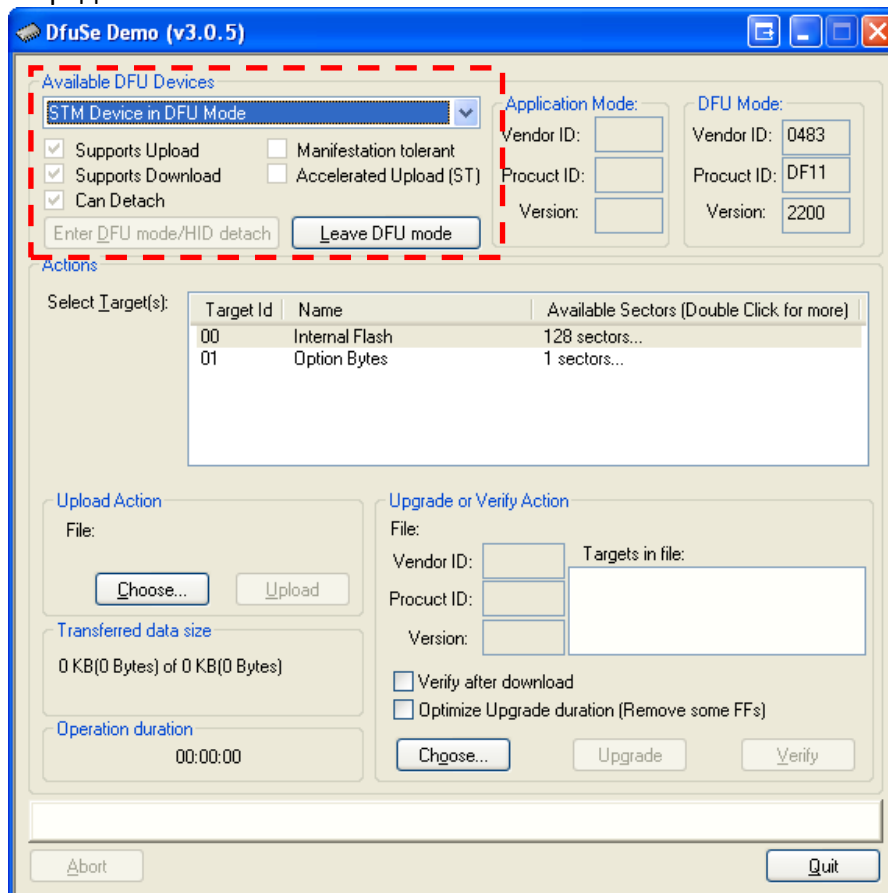 DfuSe Demo (v3.0.5)
Available DFU Devices
STM Device in DFU Mode
Supports Upload
Manifestation tolerant
Supports Download
Accelerated Upload (ST)
Can Detach
Enter DFU mode/HID detach
Leave DFU mode
Application Mode:
Vendor ID:
Procuct ID:
Version:
DFU Mode:
Vendor ID: 0483
Procuct ID: DF11
Version: 2200
Actions
Select Target(s):
Target Id Name Available Sectors (Double Click for more)
00 Internal Flash 128 sectors...
01 Option Bytes 1 sectors...
Upload Action
File:
Choose... Upload
Transferred data size
0 KB(0 Bytes) of 0 KB(0 Bytes)
Operation duration
00:00:00
Upgrade or Verify Action
File:
Vendor ID:
Procuct ID:
Version:
Targets in file:
Verify after download
Optimize Upgrade duration (Remove some FFs)
Choose... Upgrade Verify
Abort Quit